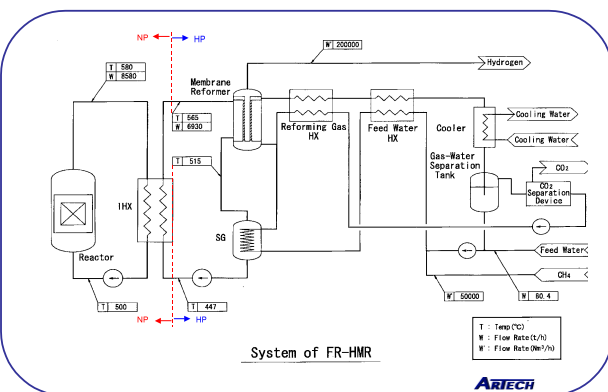 NP HP
W' 200000
Hydrogen
T 580
W 8580
Membrane
Reformer
T 565
W 6930
Reforming Gas
HX
Feed Water
HX
Cooler
Cooling Water
Cooling Water
T 515
Gas-Water
Separation
Tank
CO₂
CO₂
Separation
Device
IHX
SG
Reactor
Feed Water
CH₄
T 500
T 447
W' 50000
W 60.4
NP HP
T : Temp(℃)
W : Flow Rate(t/h)
W' : Flow Rate(Nm³/h)
System of FR-HMR
ARTECH